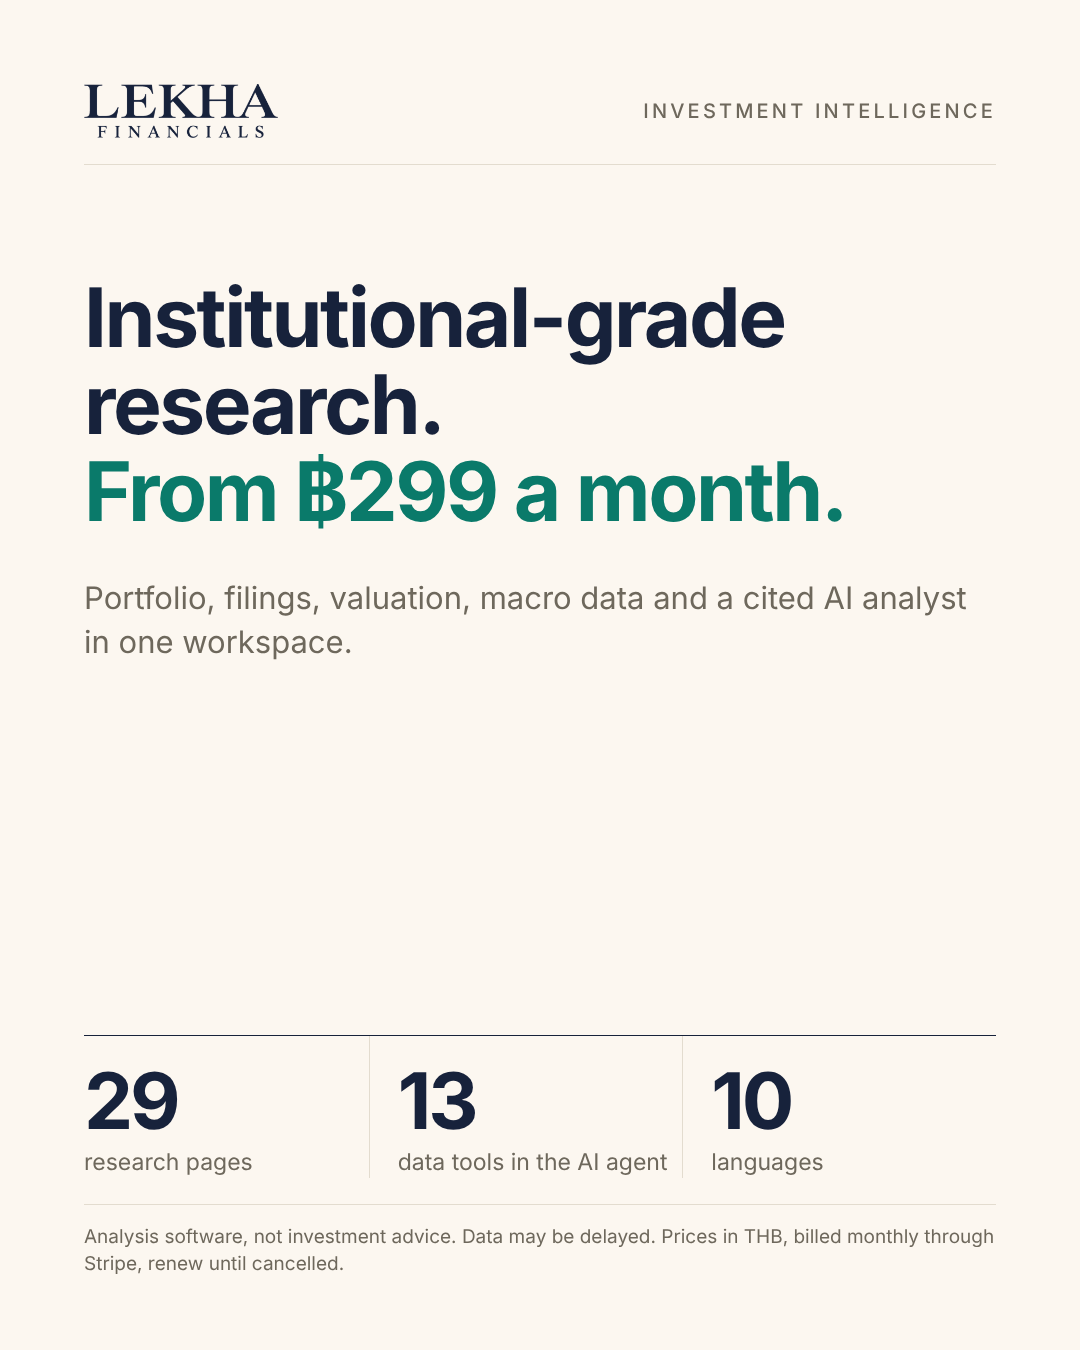 LEKHA
FINANCIALS
INVESTMENT INTELLIGENCE
Institutional-grade
research.
From ฿299 a month.
Portfolio, filings, valuation, macro data and a cited AI analyst
in one workspace.
29
research pages
13
data tools in the AI agent
10
languages
Analysis software, not investment advice. Data may be delayed. Prices in THB, billed monthly through
Stripe, renew until cancelled.